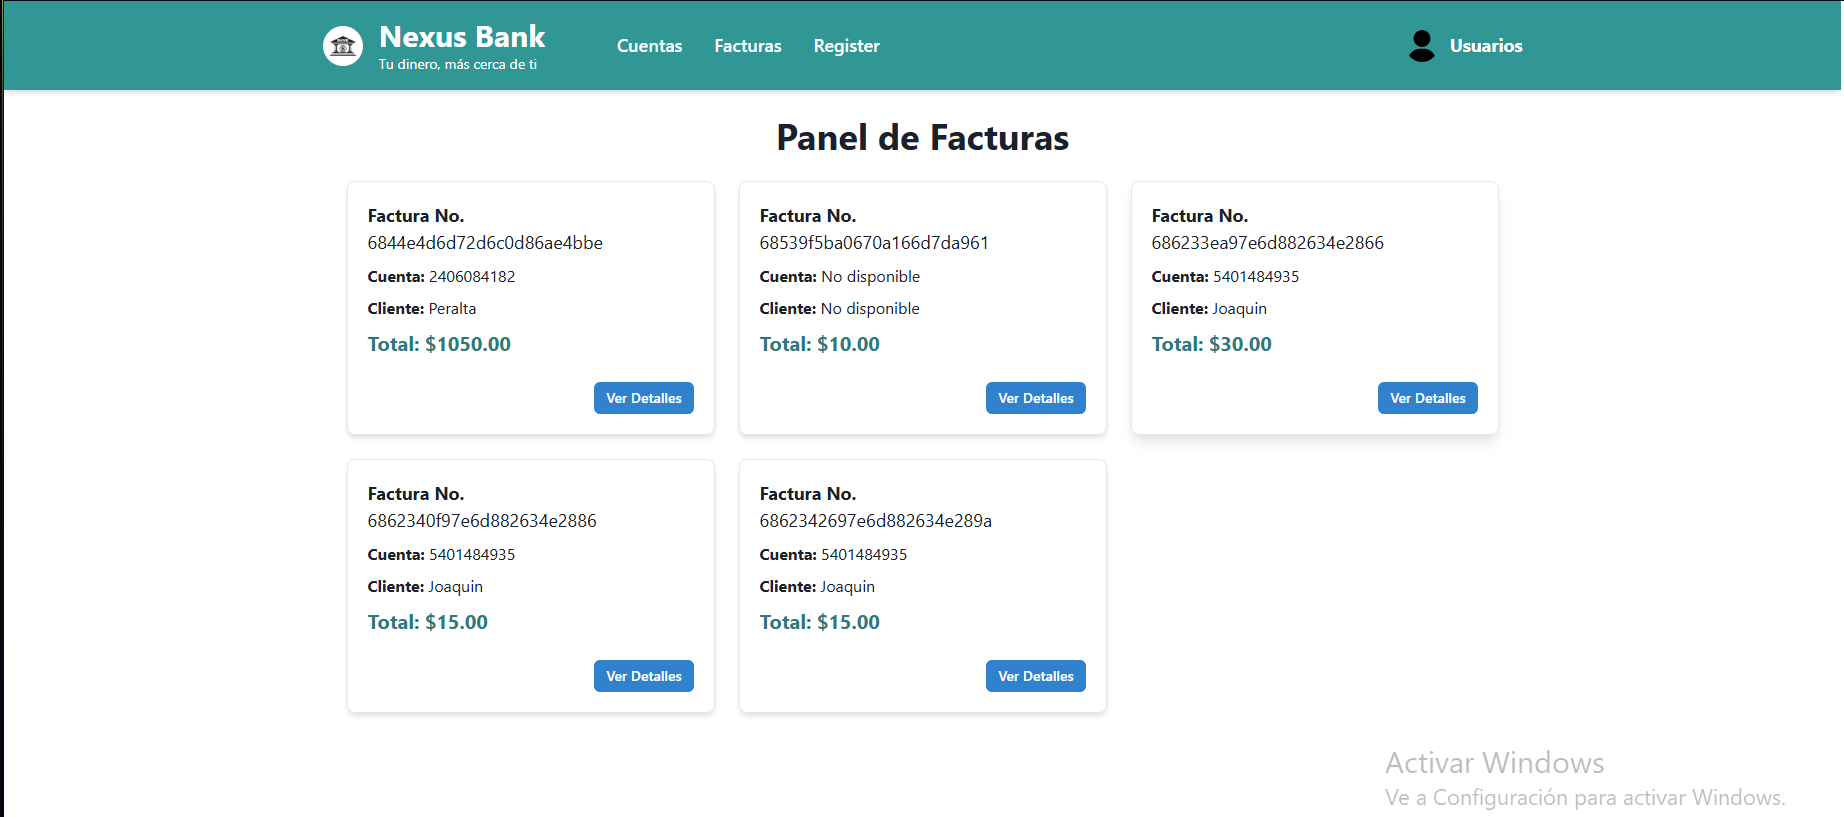 Nexus Bank
Tu dinero, más cerca de ti
Cuentas
Facturas
Register
Usuarios
Panel de Facturas
Factura No.
6844e4d6d72d6c0d86ae4bbe
Cuenta: 2406084182
Cliente: Peralta
Total: $1050.00
Ver Detalles
Factura No.
68539f5ba0670a166d7da961
Cuenta: No disponible
Cliente: No disponible
Total: $10.00
Ver Detalles
Factura No.
686233ea97e6d882634e2866
Cuenta: 5401484935
Cliente: Joaquin
Total: $30.00
Ver Detalles
Factura No.
6862340f97e6d882634e2886
Cuenta: 5401484935
Cliente: Joaquin
Total: $15.00
Ver Detalles
Factura No.
6862342697e6d882634e289a
Cuenta: 5401484935
Cliente: Joaquin
Total: $15.00
Ver Detalles
Activar Windows
Ve a Configuración para activar Windows.